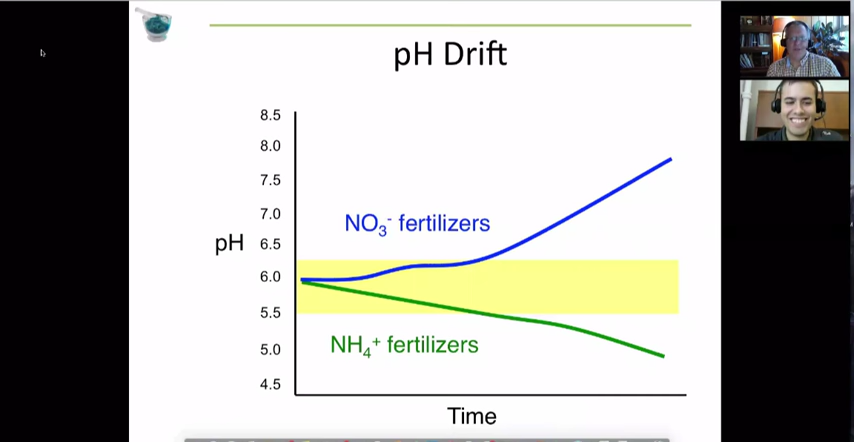 pH Drift
8.5
8.0
7.5
7.0
NO₃⁻ fertilizers
pH
6.5
6.0
5.5
5.0
NH₄⁺ fertilizers
4.5
Time